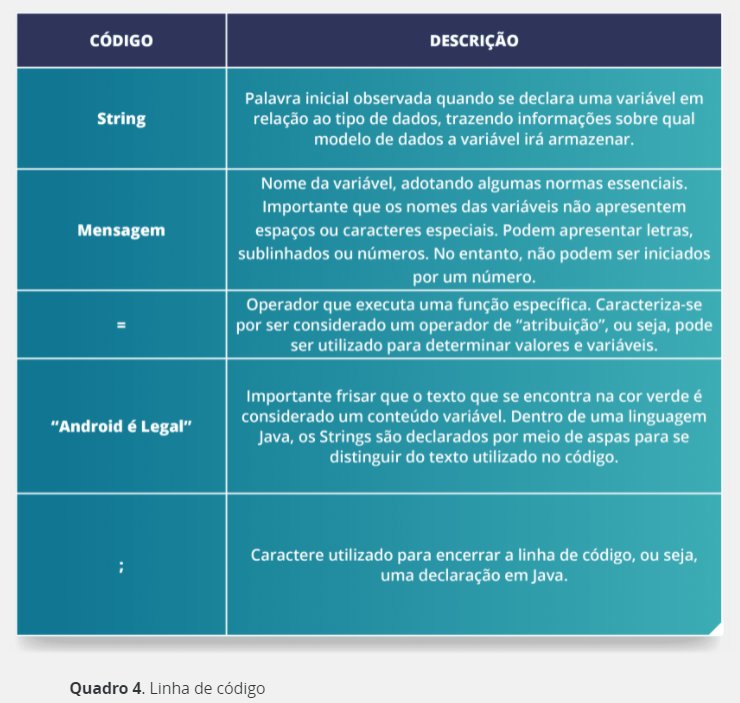 CÓDIGO
DESCRIÇÃO
String
Palavra inicial observada quando se declara uma variável em
relação ao tipo de dados, trazendo informações sobre qual
modelo de dados a variável irá armazenar.
Mensagem
Nome da variável, adotando algumas normas essenciais.
Importante que os nomes das variáveis não apresentem
espaços ou caracteres especiais. Podem apresentar letras,
sublinhados ou números. No entanto, não podem ser iniciados
por um número.
=
Operador que executa uma função específica. Caracteriza-se
por ser considerado um operador de “atribuição”, ou seja, pode
ser utilizado para determinar valores e variáveis.
“Android é Legal”
Importante frisar que o texto que se encontra na cor verde é
considerado um conteúdo variável. Dentro de uma linguagem
Java, os Strings são declarados por meio de aspas para se
distinguir do texto utilizado no código.
;
Caractere utilizado para encerrar a linha de código, ou seja,
uma declaração em Java.
Quadro 4. Linha de código